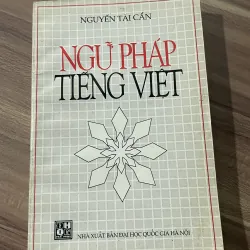 NGUYỄN TÀI CẨN
NGỮ PHÁP
TIẾNG VIỆT
NHÀ XUẤT BẢN ĐẠI HỌC QUỐC GIA HÀ NỘI